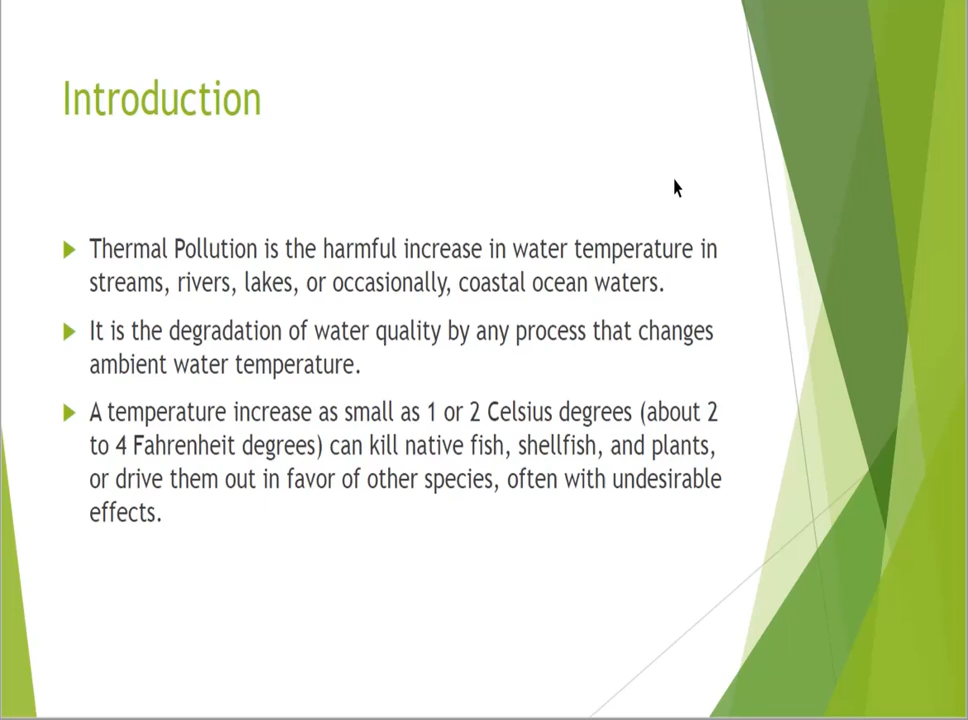 Introduction
Thermal Pollution is the harmful increase in water temperature in
streams, rivers, lakes, or occasionally, coastal ocean waters.
It is the degradation of water quality by any process that changes
ambient water temperature.
A temperature increase as small as 1 or 2 Celsius degrees (about 2
to 4 Fahrenheit degrees) can kill native fish, shellfish, and plants,
or drive them out in favor of other species, often with undesirable
effects.